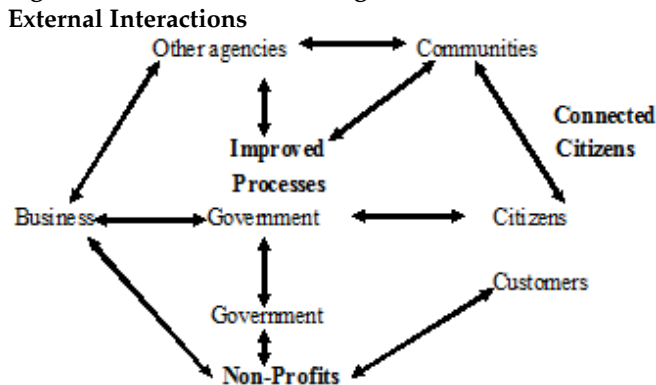 External Interactions
Other agencies
Communities
Connected
Citizens
Improved
Processes
Business
Government
Citizens
Customers
Government
Non-Profits